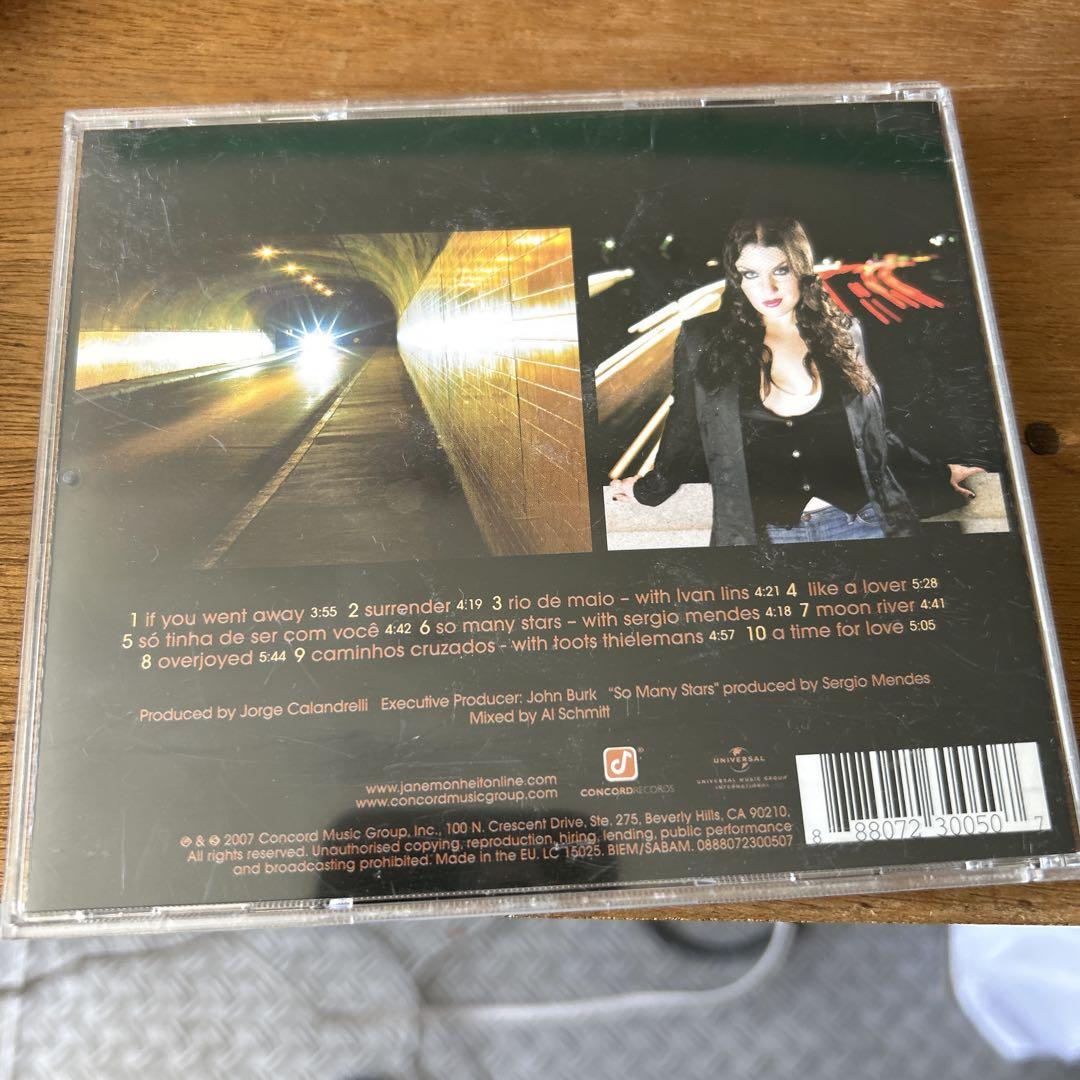 1 if you went away 3:55 2 surrender 4:19 3 rio de maio – with Ivan lins 4:21 4 like a lover 5:28
5 só tinha de ser com você 4:42 6 so many stars – with sergio mendes 4:18 7 moon river 4:41
8 overjoyed 5:44 9 caminhos cruzados - with toots thielemans 4:57 10 a time for love 5:05
Produced by Jorge Calandrelli Executive Producer: John Burk "So Many Stars" produced by Sergio Mendes
Mixed by Al Schmitt
www.janemonheitonline.com
www.concordmusicgroup.com
CONCORDRECORDS
UNIVERSAL
UNIVERSAL MUSIC GROUP
INTERNATIONAL
℗ & © 2007 Concord Music Group, Inc., 100 N. Crescent Drive, Ste. 275, Beverly Hills, CA 90210.
All rights reserved. Unauthorised copying, reproduction, hiring, lending, public performance
and broadcasting prohibited. Made in the EU. LC 15025. BIEM/SABAM. 0888072300507
8 88072 30050 7